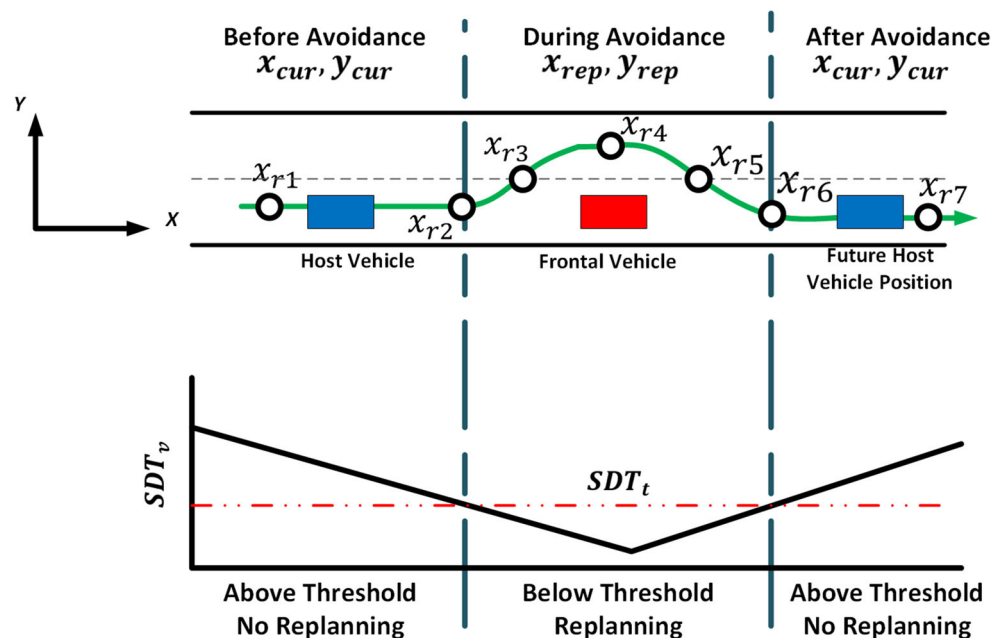 Before Avoidance
x_cur, y_cur
During Avoidance
x_rep, y_rep
After Avoidance
x_cur, y_cur
Y
X
x_r1
x_r2
x_r3
x_r4
x_r5
x_r6
x_r7
Host Vehicle
Frontal Vehicle
Future Host
Vehicle Position
SDT_v
SDT_t
Above Threshold
No Replanning
Below Threshold
Replanning
Above Threshold
No Replanning